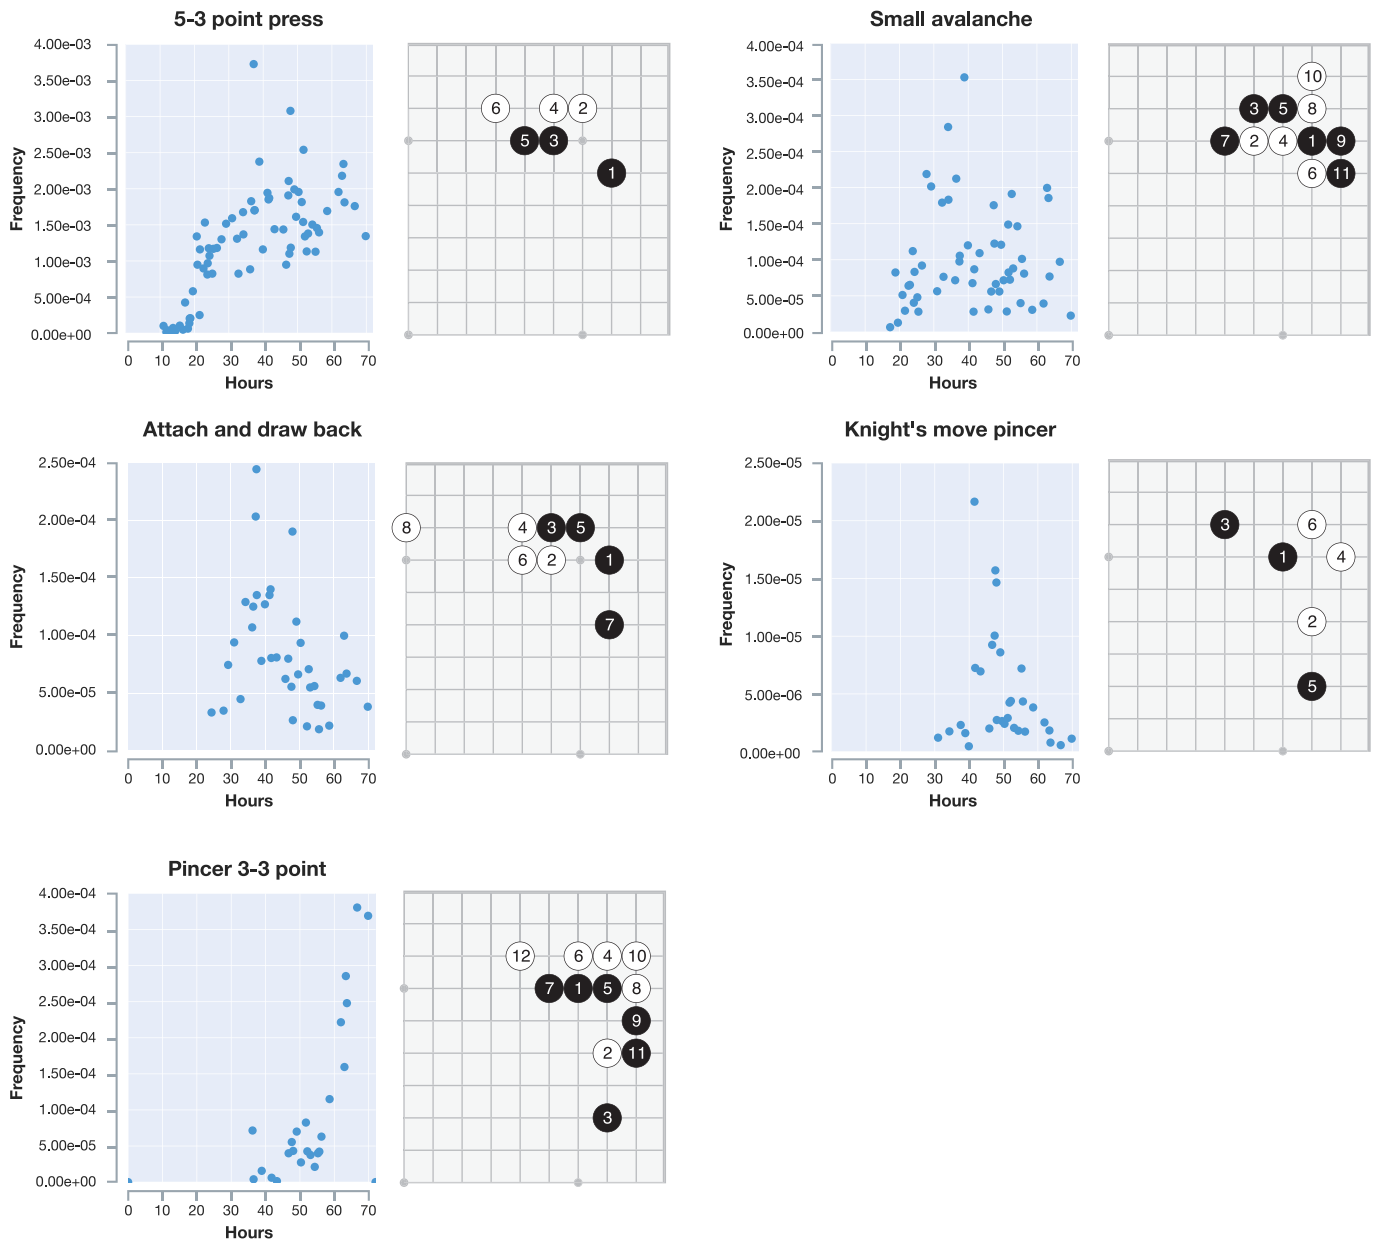 5-3 point press
Small avalanche
4.00e-03
3.50e-03
3.00e-03
2.50e-03
2.00e-03
1.50e-03
1.00e-03
5.00e-04
0.00e+00
Frequency
0 10 20 30 40 50 60 70
Hours
6 4 2
5 3
1
4.00e-04
3.50e-04
3.00e-04
2.50e-04
2.00e-04
1.50e-04
1.00e-04
5.00e-05
0.00e+00
Frequency
0 10 20 30 40 50 60 70
Hours
10
3 5 8
7 2 4 1 9
6 11
Attach and draw back
Knight's move pincer
2.50e-04
2.00e-04
1.50e-04
1.00e-04
5.00e-05
0.00e+00
Frequency
0 10 20 30 40 50 60 70
Hours
8 4 3 5
6 2 1
7
2.50e-05
2.00e-05
1.50e-05
1.00e-05
5.00e-06
0.00e+00
Frequency
0 10 20 30 40 50 60 70
Hours
3 6
1 4
2
5
Pincer 3-3 point
4.00e-04
3.50e-04
3.00e-04
2.50e-04
2.00e-04
1.50e-04
1.00e-04
5.00e-05
0.00e+00
Frequency
0 10 20 30 40 50 60 70
Hours
12 6 4 10
7 1 5 8
9
2 11
3